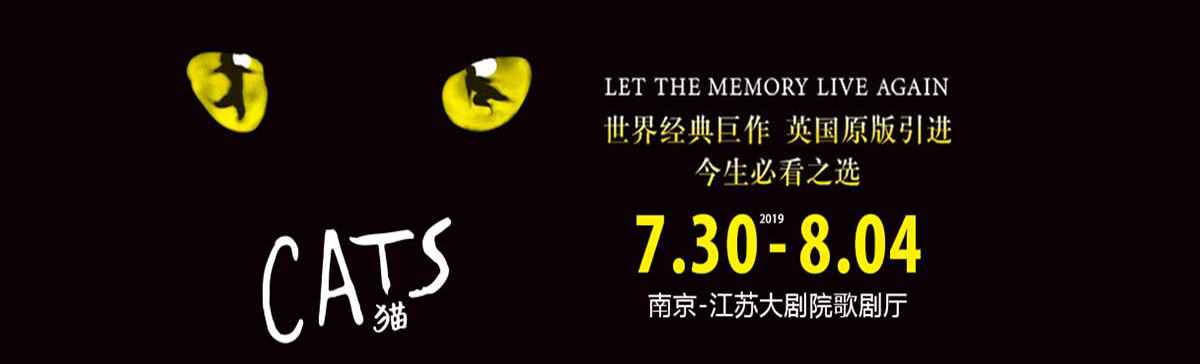 CATS
猫
LET THE MEMORY LIVE AGAIN
世界经典巨作 英国原版引进
今生必看之选
2019
7.30-8.04
南京-江苏大剧院歌剧厅